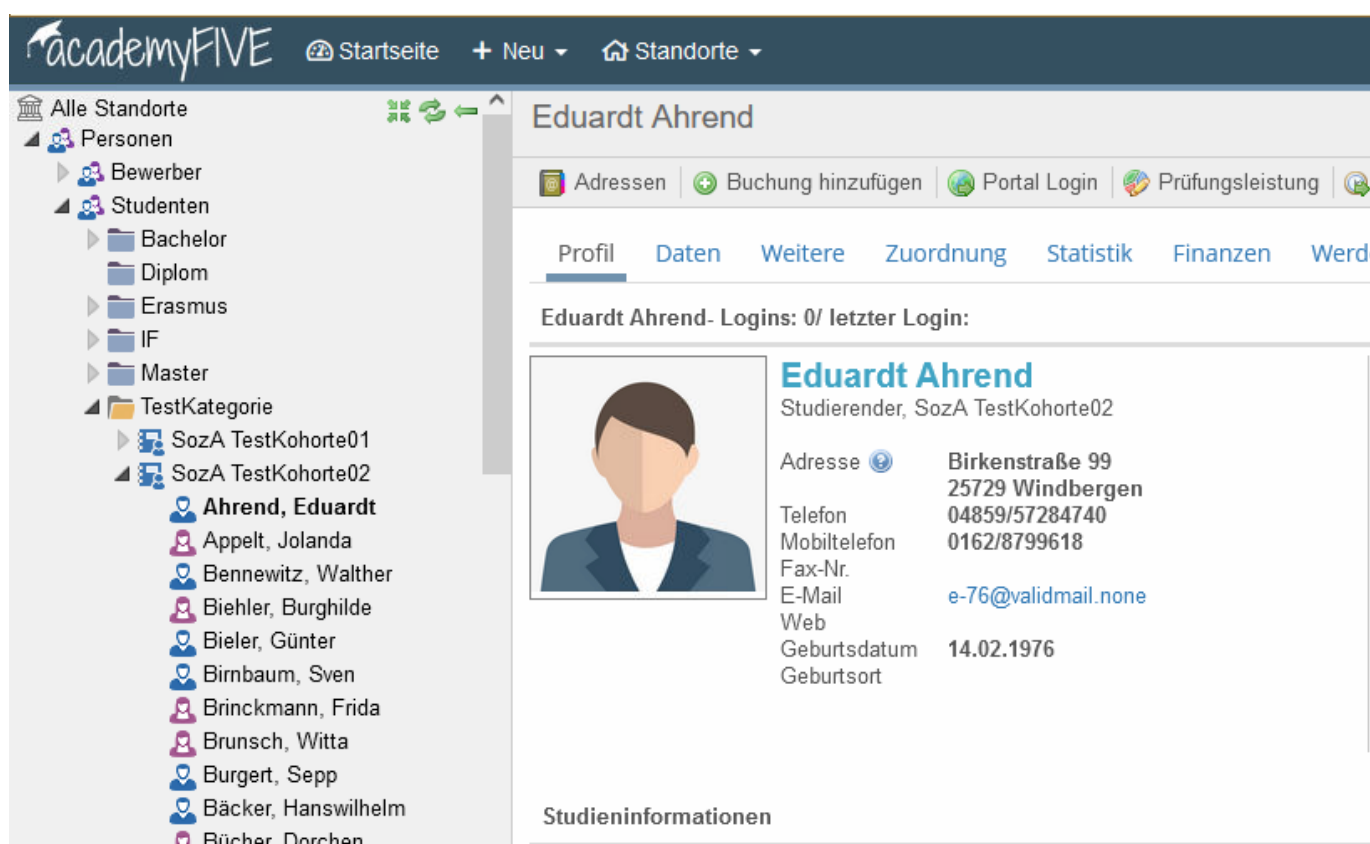 academyFIVE Startseite + Neu Standorte
Alle Standorte
Personen
Bewerber
Studenten
Bachelor
Diplom
Erasmus
IF
Master
TestKategorie
SozA TestKohorte01
SozA TestKohorte02
Ahrend, Eduardt
Appelt, Jolanda
Bennewitz, Walther
Biehler, Burghilde
Bieler, Günter
Birnbaum, Sven
Brinckmann, Frida
Brunsch, Witta
Burgert, Sepp
Bäcker, Hanswilhelm
Bücher, Dorchen
Eduardt Ahrend
Adressen Buchung hinzufügen Portal Login Prüfungsleistung
Profil Daten Weitere Zuordnung Statistik Finanzen Werd
Eduardt Ahrend- Logins: 0/ letzter Login:
Eduardt Ahrend
Studierender, SozA TestKohorte02
Adresse Birkenstraße 99
25729 Windbergen
Telefon 04859/57284740
Mobiltelefon 0162/8799618
Fax-Nr.
E-Mail e-76@validmail.none
Web
Geburtsdatum 14.02.1976
Geburtsort
Studieninformationen